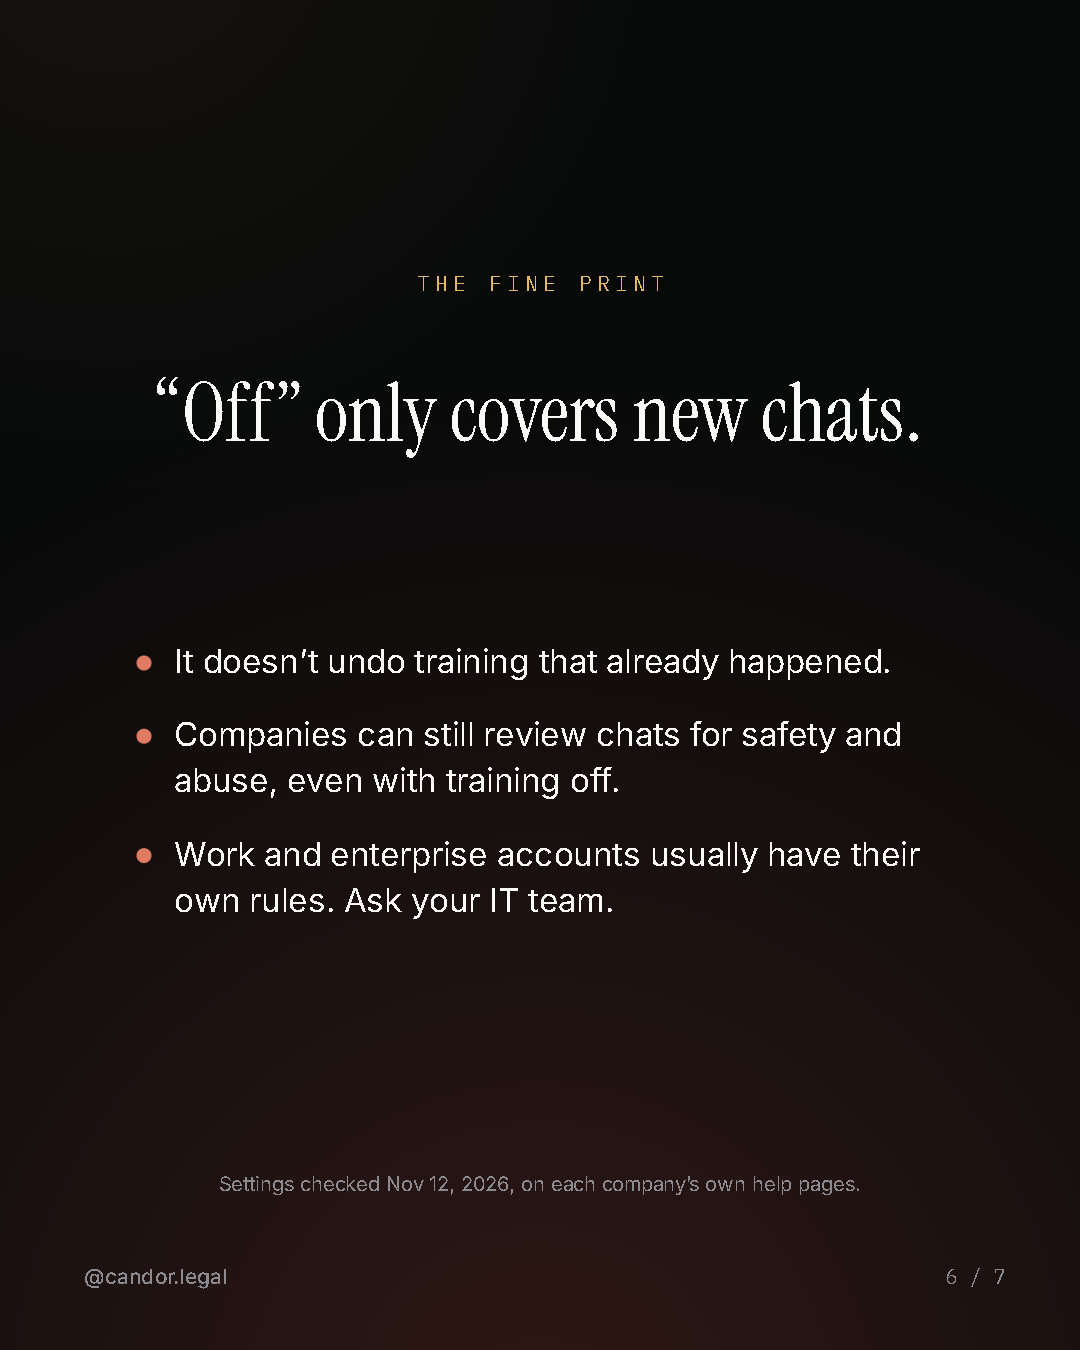 THE FINE PRINT
“Off” only covers new chats.
It doesn’t undo training that already happened.
Companies can still review chats for safety and
abuse, even with training off.
Work and enterprise accounts usually have their
own rules. Ask your IT team.
Settings checked Nov 12, 2026, on each company’s own help pages.
@candor.legal
6 / 7